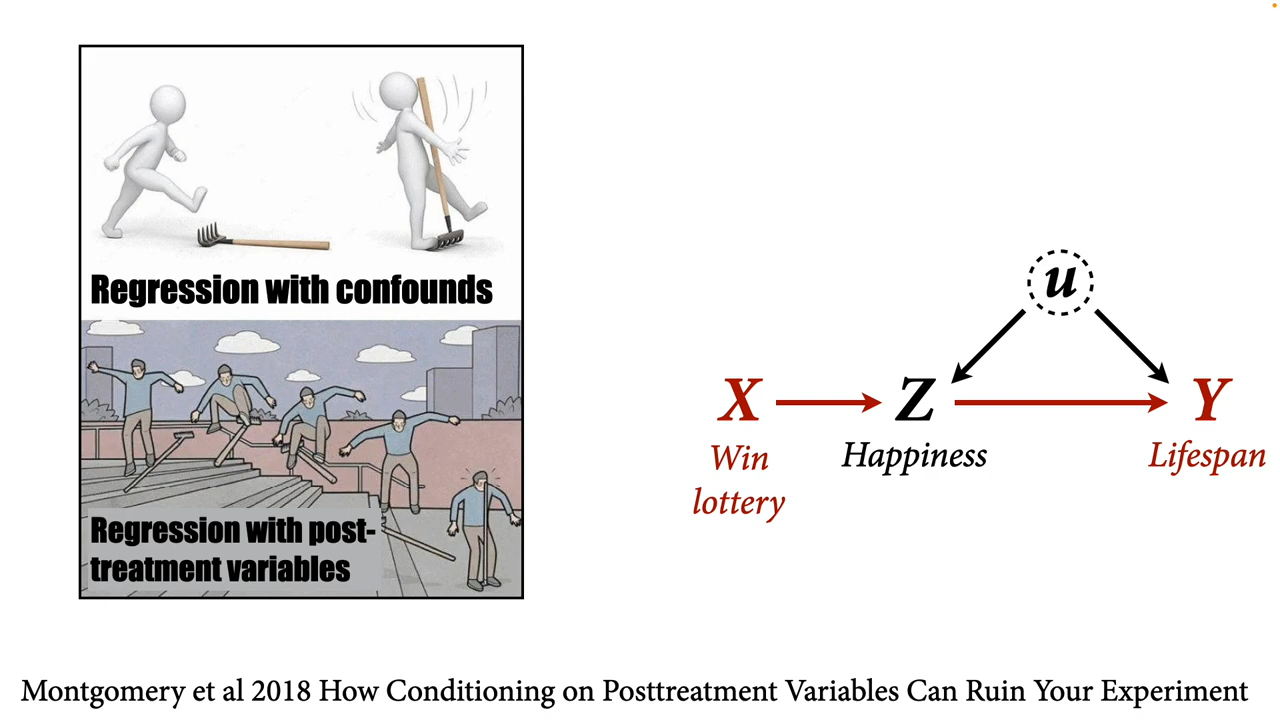 Regression with confounds
Regression with post-
treatment variables
u
X
Z
Y
Win
lottery
Happiness
Lifespan
Montgomery et al 2018 How Conditioning on Posttreatment Variables Can Ruin Your Experiment